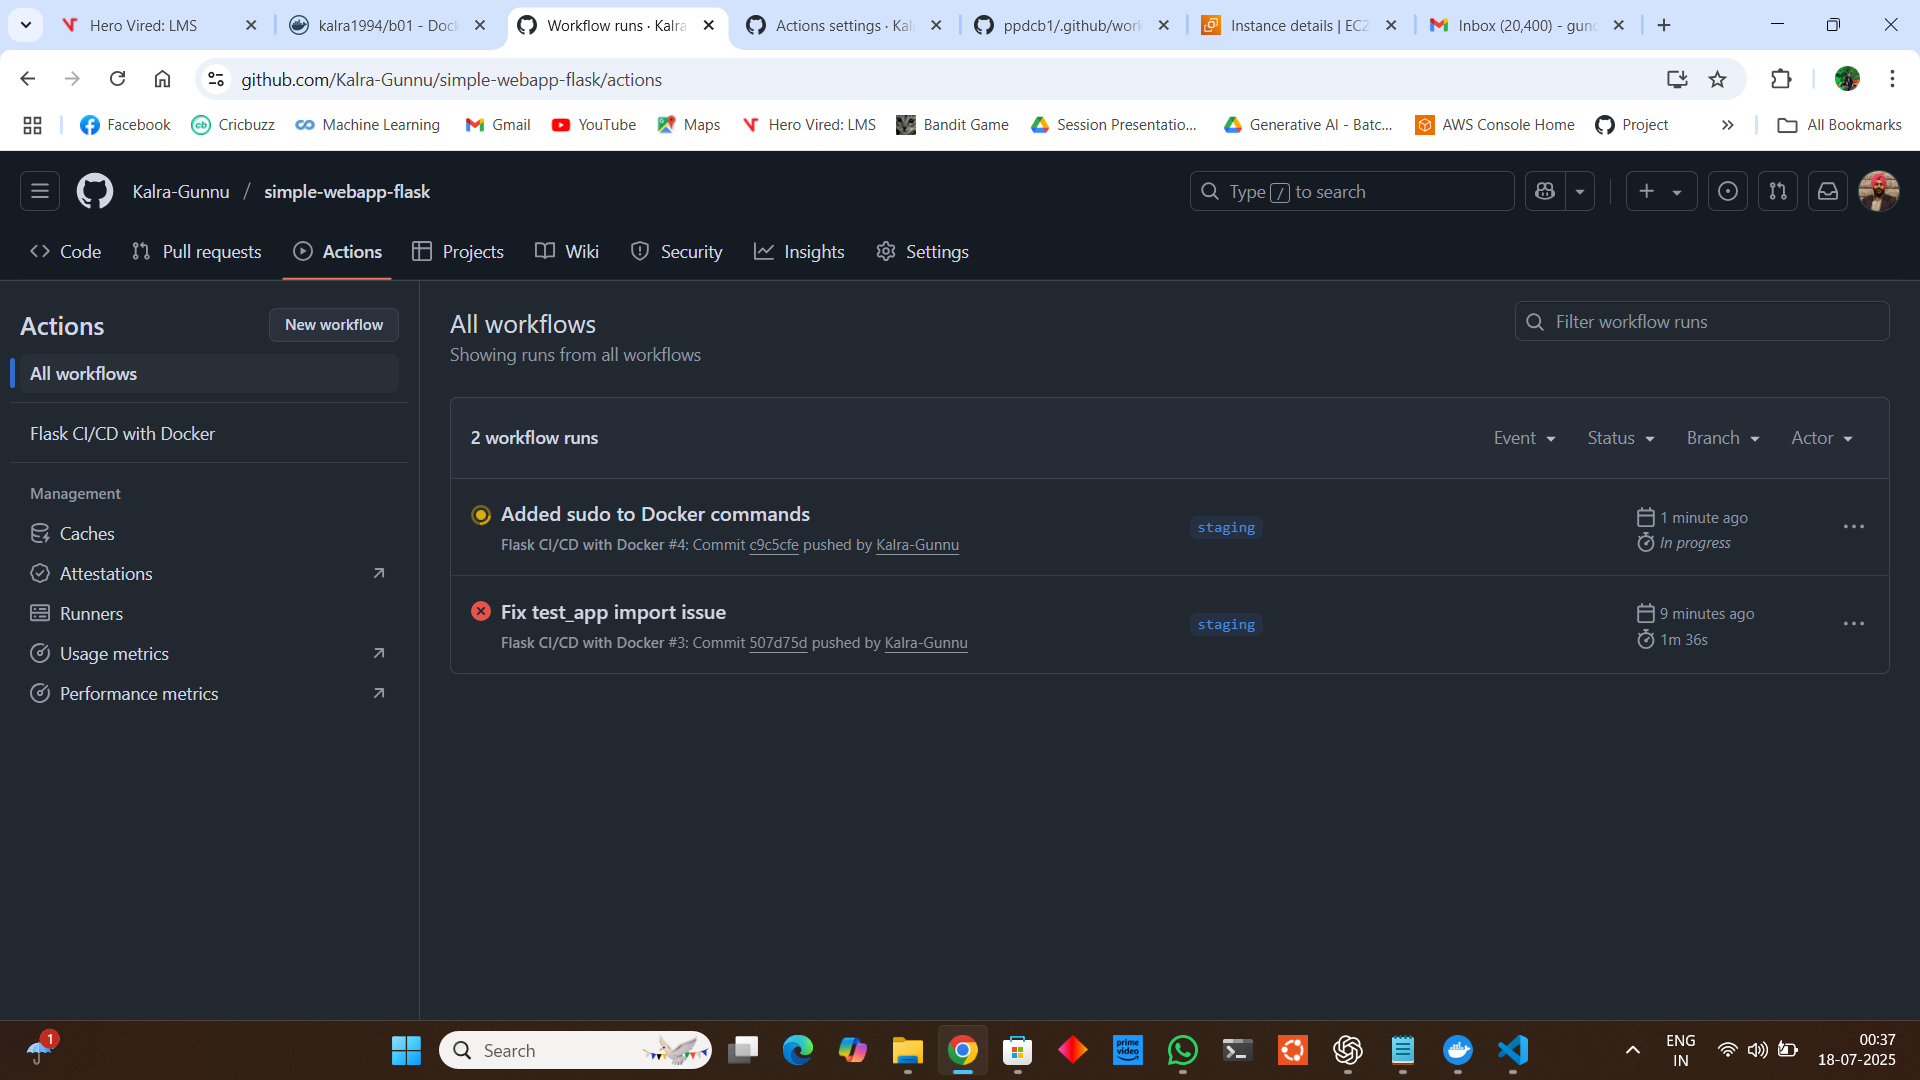 Hero Vired: LMS
kalra1994/b01 - Dock
Workflow runs · Kalra
Actions settings · Kal
ppdcb1/.github/work
Instance details | EC2
Inbox (20,400) - gund
github.com/Kalra-Gunnu/simple-webapp-flask/actions
Facebook
Cricbuzz
Machine Learning
Gmail
YouTube
Maps
Hero Vired: LMS
Bandit Game
Session Presentatio...
Generative AI - Batc...
AWS Console Home
Project
All Bookmarks
Kalra-Gunnu / simple-webapp-flask
Type / to search
Code
Pull requests
Actions
Projects
Wiki
Security
Insights
Settings
Actions
New workflow
All workflows
Flask CI/CD with Docker
Management
Caches
Attestations
Runners
Usage metrics
Performance metrics
All workflows
Showing runs from all workflows
Filter workflow runs
2 workflow runs
Event
Status
Branch
Actor
Added sudo to Docker commands
Flask CI/CD with Docker #4: Commit c9c5cfe pushed by Kalra-Gunnu
staging
1 minute ago
In progress
Fix test_app import issue
Flask CI/CD with Docker #3: Commit 507d75d pushed by Kalra-Gunnu
staging
9 minutes ago
1m 36s
1
Search
prime video
ENG
IN
00:37
18-07-2025